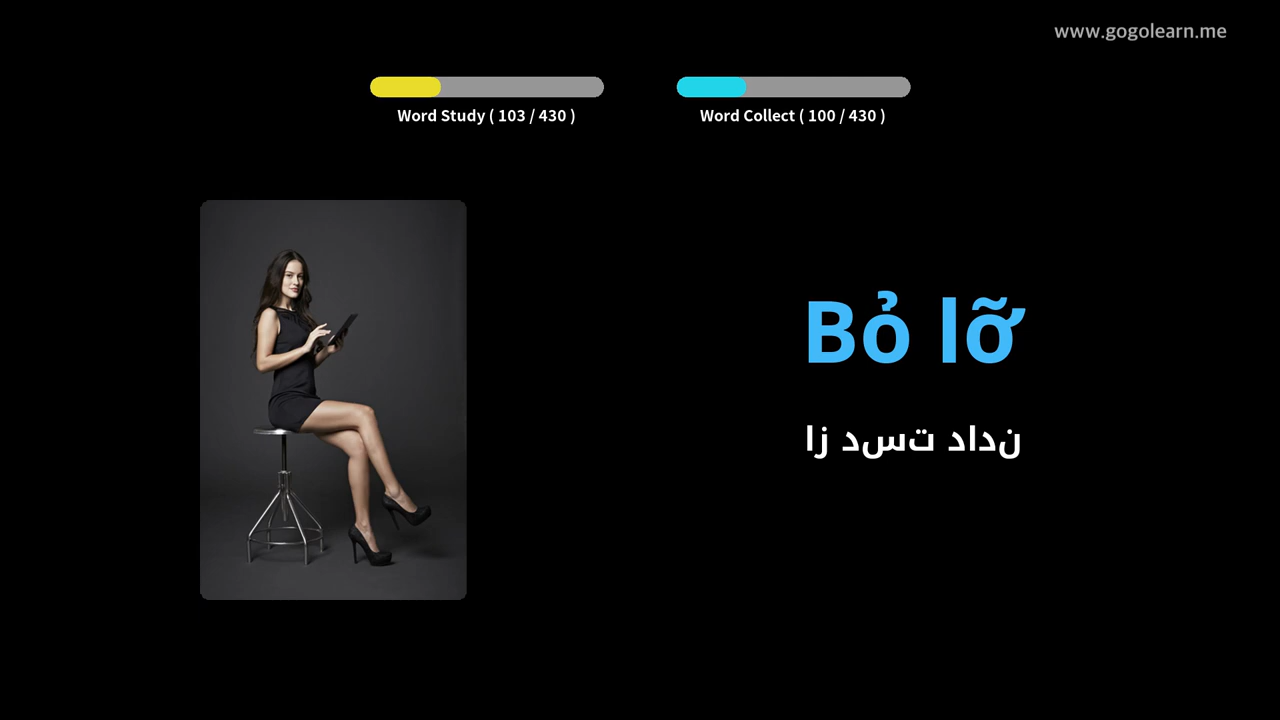 www.gogolearn.me
Word Study ( 103 / 430 )
Word Collect ( 100 / 430 )
Bỏ lỡ
از دست دادن